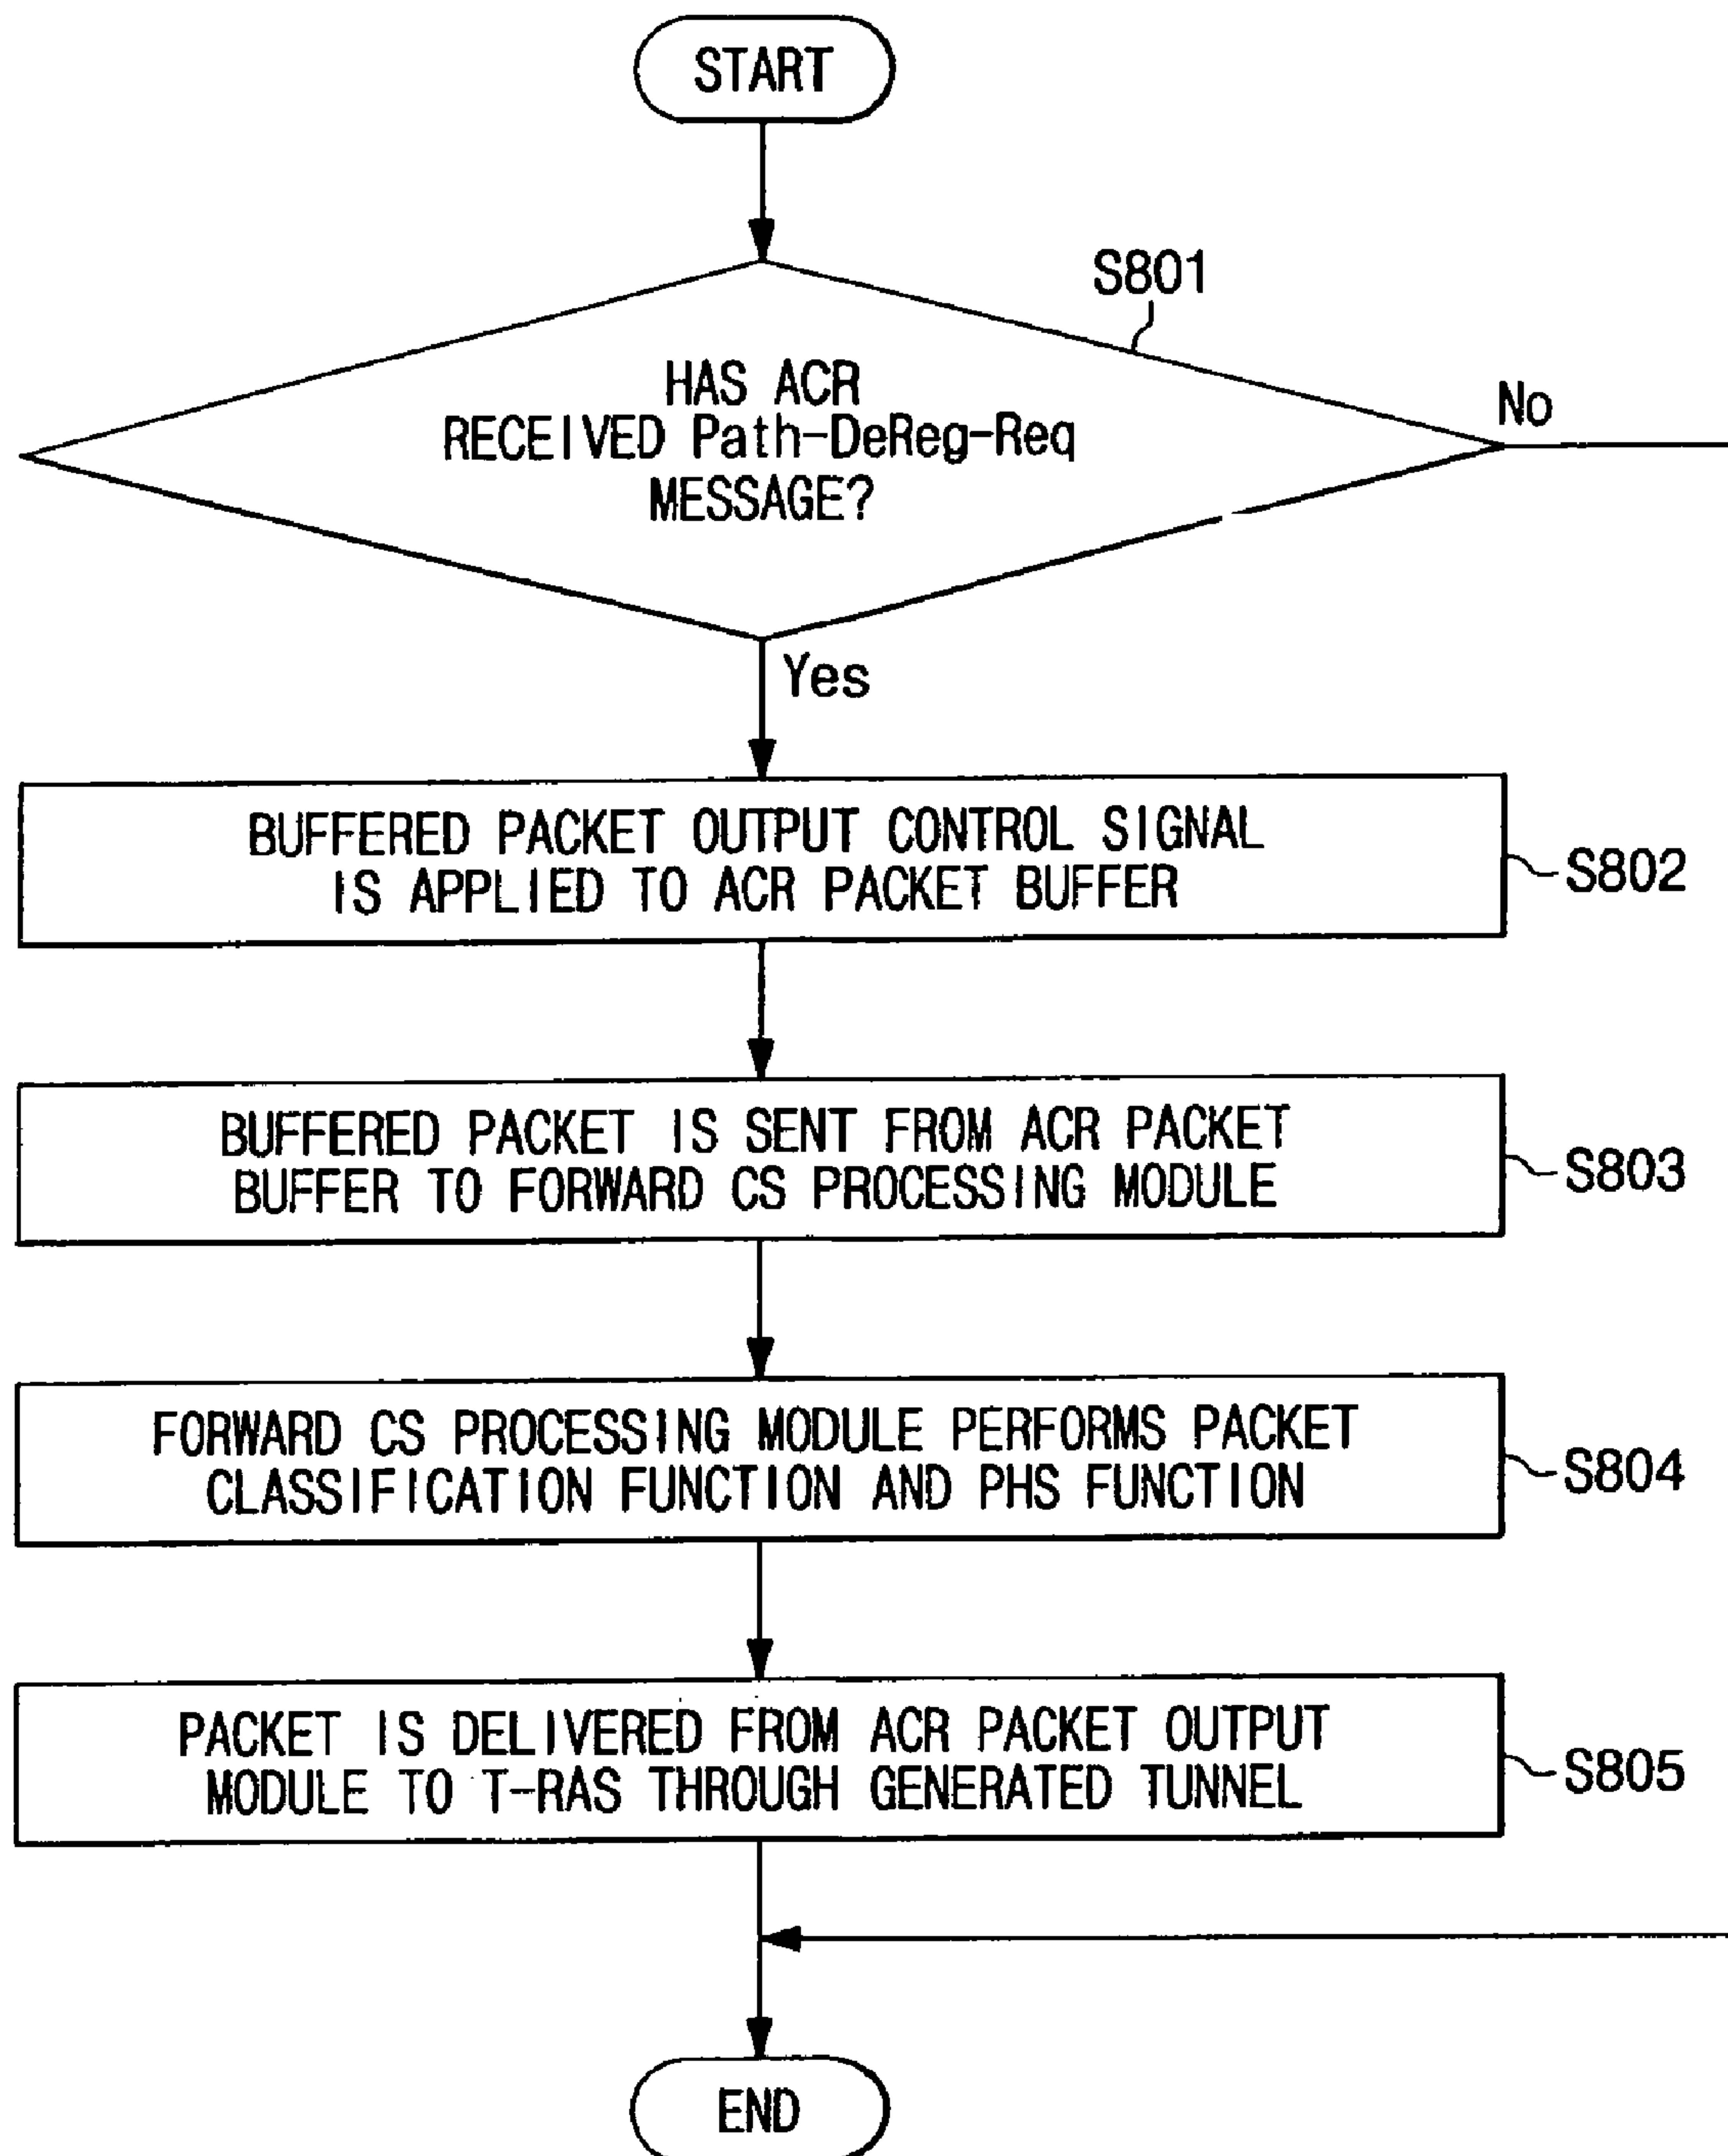 START
S801
HAS ACR
RECEIVED Path-DeReg-Req
MESSAGE?
No
Yes
BUFFERED PACKET OUTPUT CONTROL SIGNAL
IS APPLIED TO ACR PACKET BUFFER
S802
BUFFERED PACKET IS SENT FROM ACR PACKET
BUFFER TO FORWARD CS PROCESSING MODULE
S803
FORWARD CS PROCESSING MODULE PERFORMS PACKET
CLASSIFICATION FUNCTION AND PHS FUNCTION
S804
PACKET IS DELIVERED FROM ACR PACKET OUTPUT
MODULE TO T-RAS THROUGH GENERATED TUNNEL
S805
END